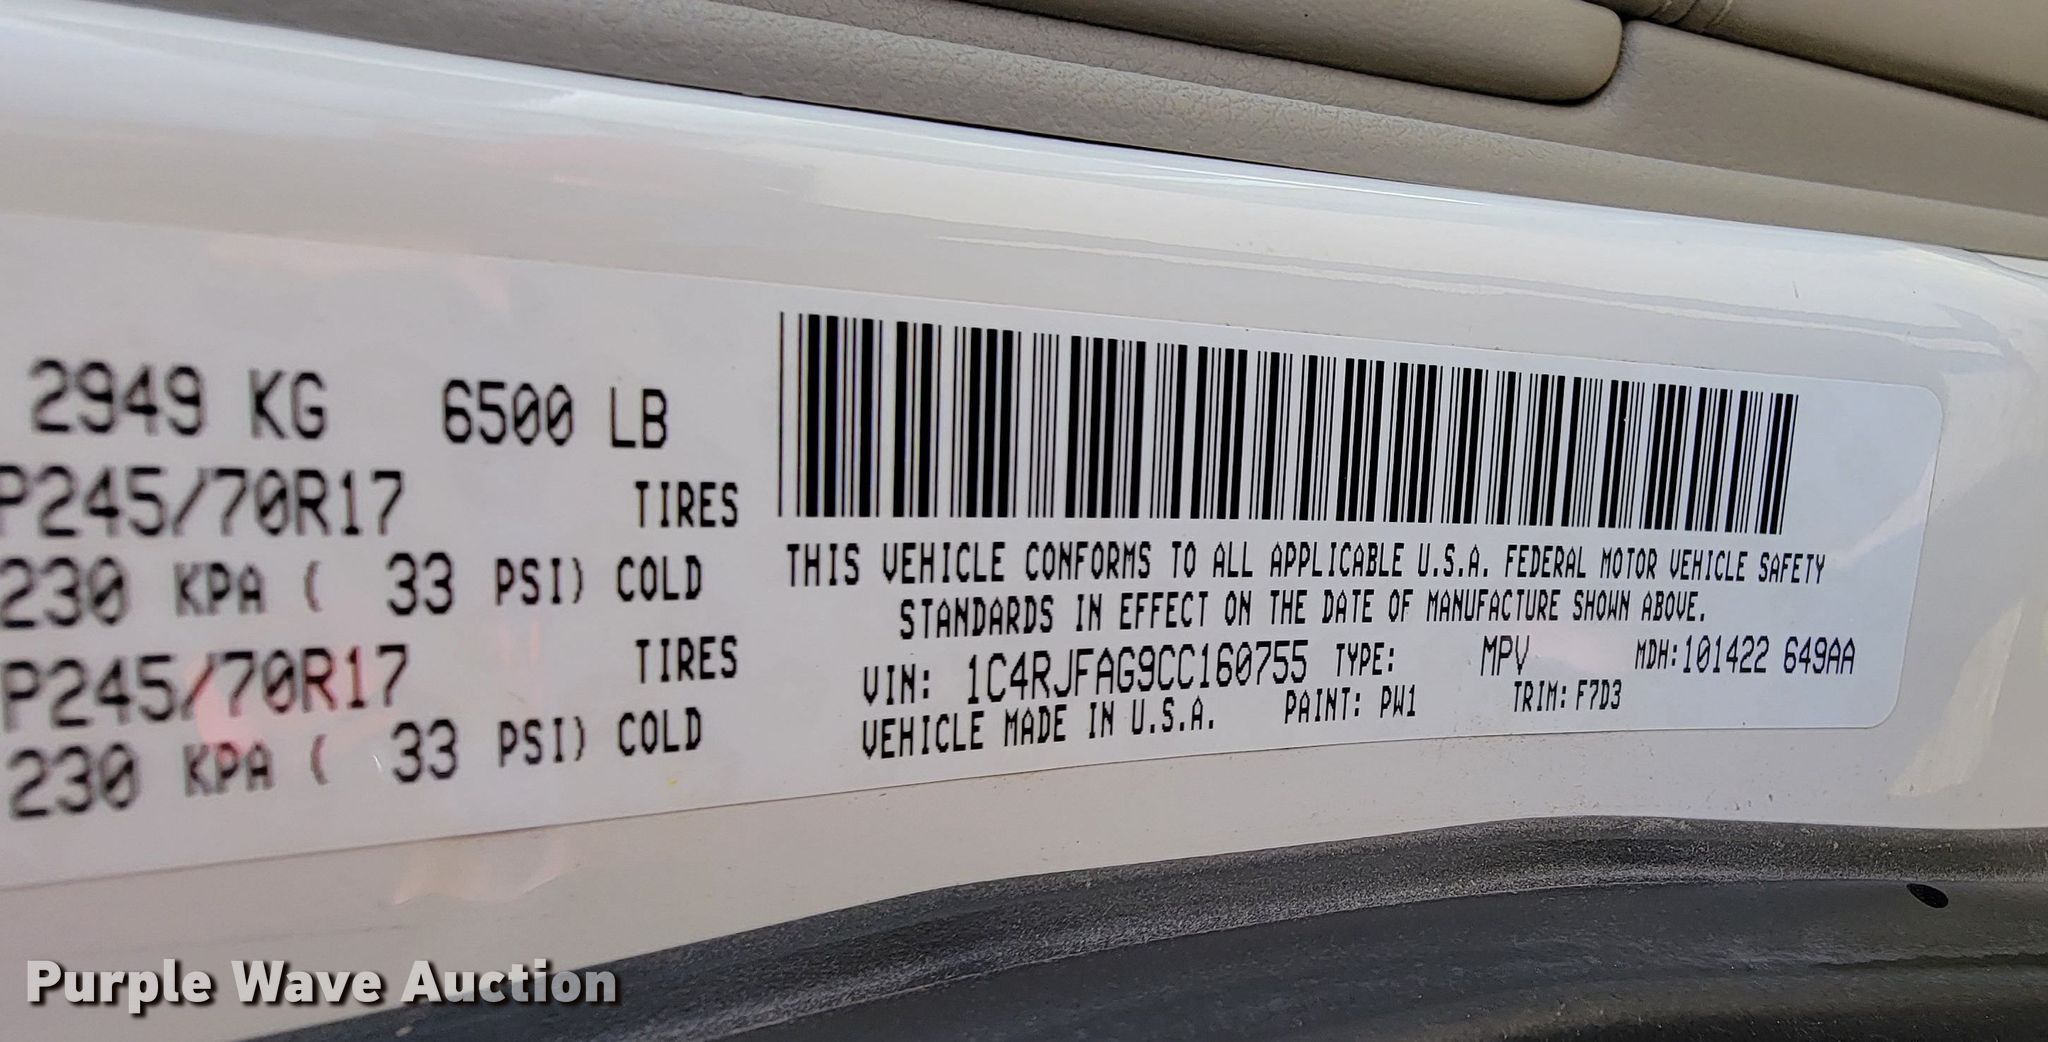 2949 KG 6500 LB
P245/70R17 TIRES
230 KPA ( 33 PSI) COLD
P245/70R17 TIRES
230 KPA ( 33 PSI) COLD
THIS VEHICLE CONFORMS TO ALL APPLICABLE U.S.A. FEDERAL MOTOR VEHICLE SAFETY
STANDARDS IN EFFECT ON THE DATE OF MANUFACTURE SHOWN ABOVE.
VIN: 1C4RJFAG9CC160755 TYPE: MPV MDH:101422 649AA
VEHICLE MADE IN U.S.A. PAINT: PW1 TRIM: F7D3
Purple Wave Auction